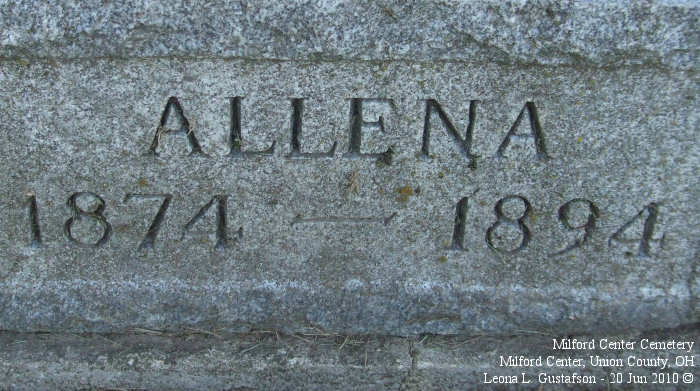 ALLENA
1874 — 1894
Milford Center Cemetery
Milford Center, Union County, OH
Leona L. Gustafson - 20 Jun 2010 ©